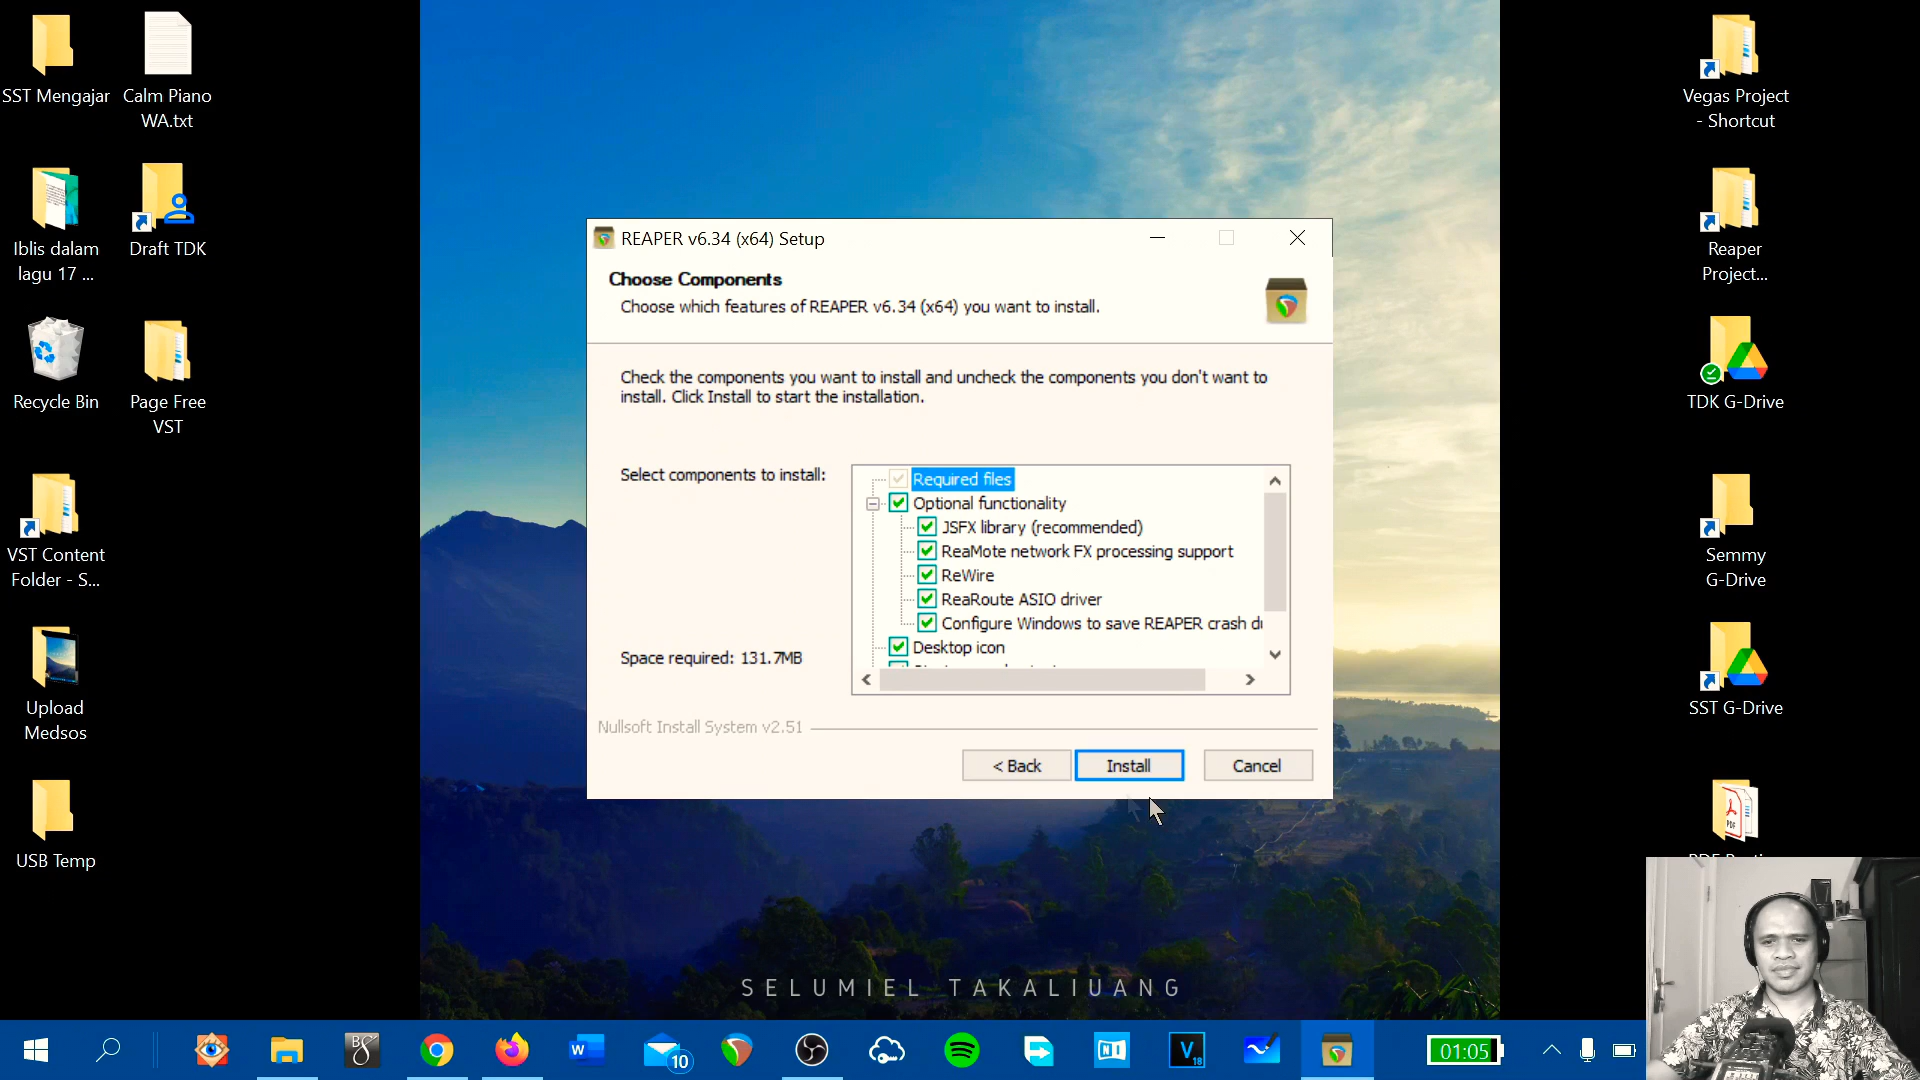 SST Mengajar
Calm Piano
WA.txt
Iblis dalam
lagu 17 ...
Draft TDK
Recycle Bin
Page Free
VST
VST Content
Folder - S...
Upload
Medsos
USB Temp
REAPER v6.34 (x64) Setup
Choose Components
Choose which features of REAPER v6.34 (x64) you want to install.
Check the components you want to install and uncheck the components you don't want to
install. Click Install to start the installation.
Select components to install:
Required files
Optional functionality
JSFX library (recommended)
ReaMote network FX processing support
ReWire
ReaRoute ASIO driver
Configure Windows to save REAPER crash du
Desktop icon
Space required: 131.7MB
Nullsoft Install System v2.51
< Back
Install
Cancel
SELUMIEL TAKALIUANG
Vegas Project
- Shortcut
Reaper
Project...
TDK G-Drive
Semmy
G-Drive
SST G-Drive
PDF
W
10
NI
V
18
01:05